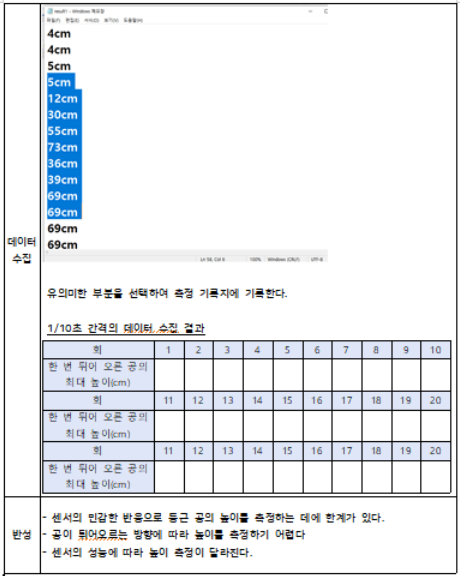 result1 - Windows 메모장
파일(F) 편집(E) 서식(O) 보기(V) 도움말(H)
4cm
4cm
5cm
5cm
12cm
30cm
55cm
73cm
36cm
39cm
69cm
69cm
69cm
69cm
100% Windows (CRLF) UTF-8
데이터
수집
유의미한 부분을 선택하여 측정 기록지에 기록한다.
1/10초 간격의 데이터 수집 결과
회 1 2 3 4 5 6 7 8 9 10
한 번 튀어 오른 공의
최대 높이(cm)
회 11 12 13 14 15 16 17 18 19 20
한 번 튀어 오른 공의
최대 높이(cm)
회 11 12 13 14 15 16 17 18 19 20
한 번 튀어 오른 공의
최대 높이(cm)
반성
- 센서의 민감한 반응으로 둥근 공의 높이를 측정하는 데에 한계가 있다.
- 공이 튀어오르는 방향에 따라 높이를 측정하기 어렵다
- 센서의 성능에 따라 높이 측정이 달라진다.